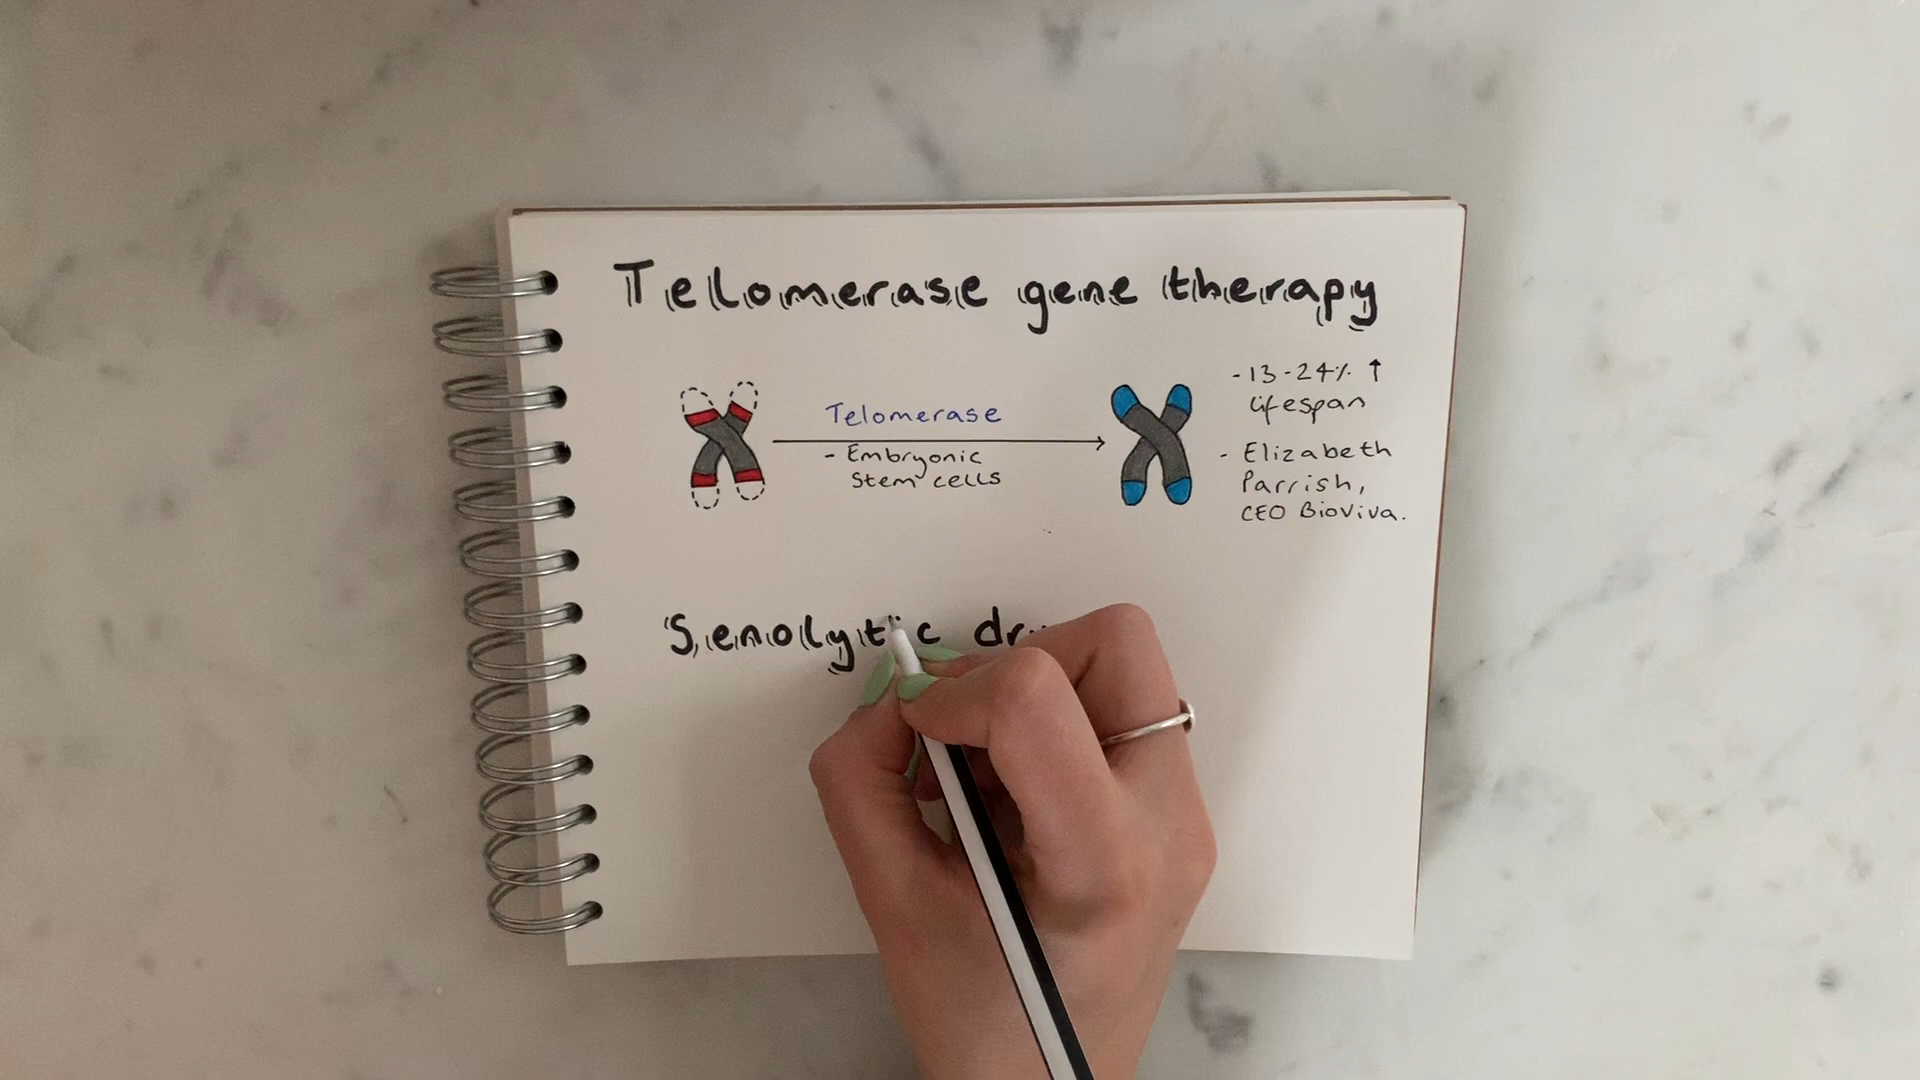 Telomerase gene therapy
Telomerase
- Embryonic
Stem cells
- 13-24% ↑
lifespan
- Elizabeth
Parrish,
CEO BioViva.
Senolytic